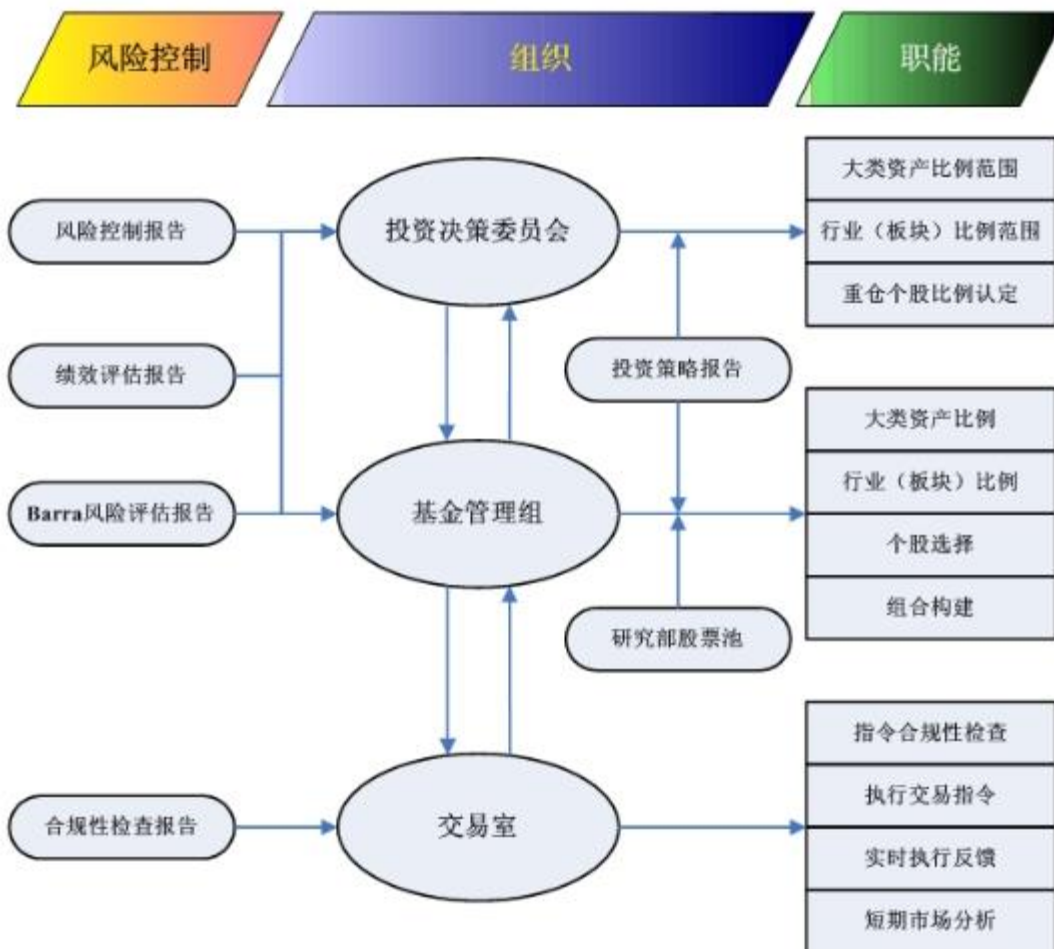 风险控制
组织
职能
大类资产比例范围
风险控制报告
投资决策委员会
行业（板块）比例范围
重仓个股比例认定
绩效评估报告
投资策略报告
大类资产比例
行业（板块）比例
Barra风险评估报告
基金管理组
个股选择
组合构建
研究部股票池
指令合规性检查
执行交易指令
合规性检查报告
交易室
实时执行反馈
短期市场分析